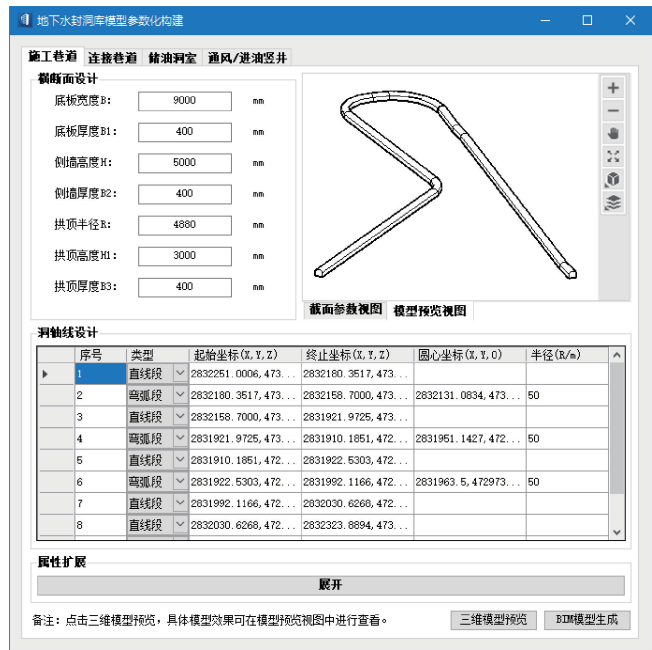 地下水封洞库模型参数化构建
施工巷道 连接巷道 储油洞室 通风/进油竖井
横断面设计
底板宽度B: 9000 mm
底板厚度B1: 400 mm
侧墙高度H: 5000 mm
侧墙厚度B2: 400 mm
拱顶半径R: 4880 mm
拱顶高度H1: 3000 mm
拱顶厚度B3: 400 mm
截面参数视图 模型预览视图
洞轴线设计
序号 类型 起始坐标(X,Y,Z) 终止坐标(X,Y,Z) 圆心坐标(X,Y,0) 半径(R/m)
1 直线段 2832251.0006,473... 2832180.3517,473...
2 弯弧段 2832180.3517,473... 2832158.7000,473... 2832131.0834,473... 50
3 直线段 2832158.7000,473... 2831921.9725,473...
4 弯弧段 2831921.9725,473... 2831910.1851,472... 2831951.1427,472... 50
5 直线段 2831910.1851,472... 2831922.5303,472...
6 弯弧段 2831922.5303,472... 2831992.1166,472... 2831963.5,472973... 50
7 直线段 2831992.1166,472... 2832030.6268,472...
8 直线段 2832030.6268,472... 2832323.8894,473...
属性扩展
展开
备注：点击三维模型预览，具体模型效果可在模型预览视图中进行查看。 三维模型预览 BIM模型生成